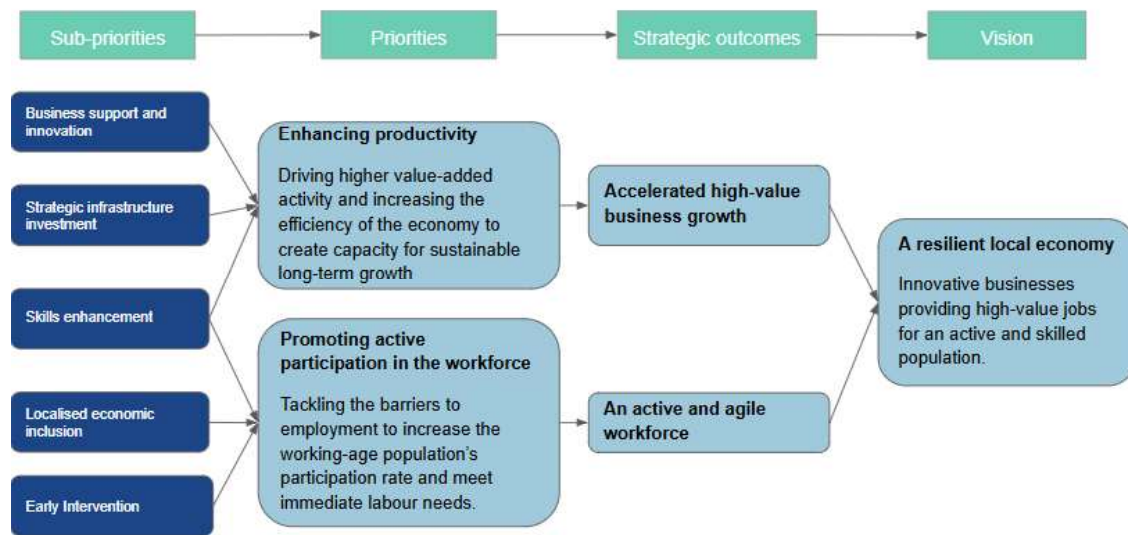 Sub-priorities
Priorities
Strategic outcomes
Vision
Business support and
innovation
Strategic infrastructure
investment
Skills enhancement
Localised economic
inclusion
Early Intervention
Enhancing productivity
Driving higher value-added
activity and increasing the
efficiency of the economy to
create capacity for sustainable
long-term growth
Promoting active
participation in the workforce
Tackling the barriers to
employment to increase the
working-age population’s
participation rate and meet
immediate labour needs.
Accelerated high-value
business growth
An active and agile
workforce
A resilient local economy
Innovative businesses
providing high-value jobs
for an active and skilled
population.